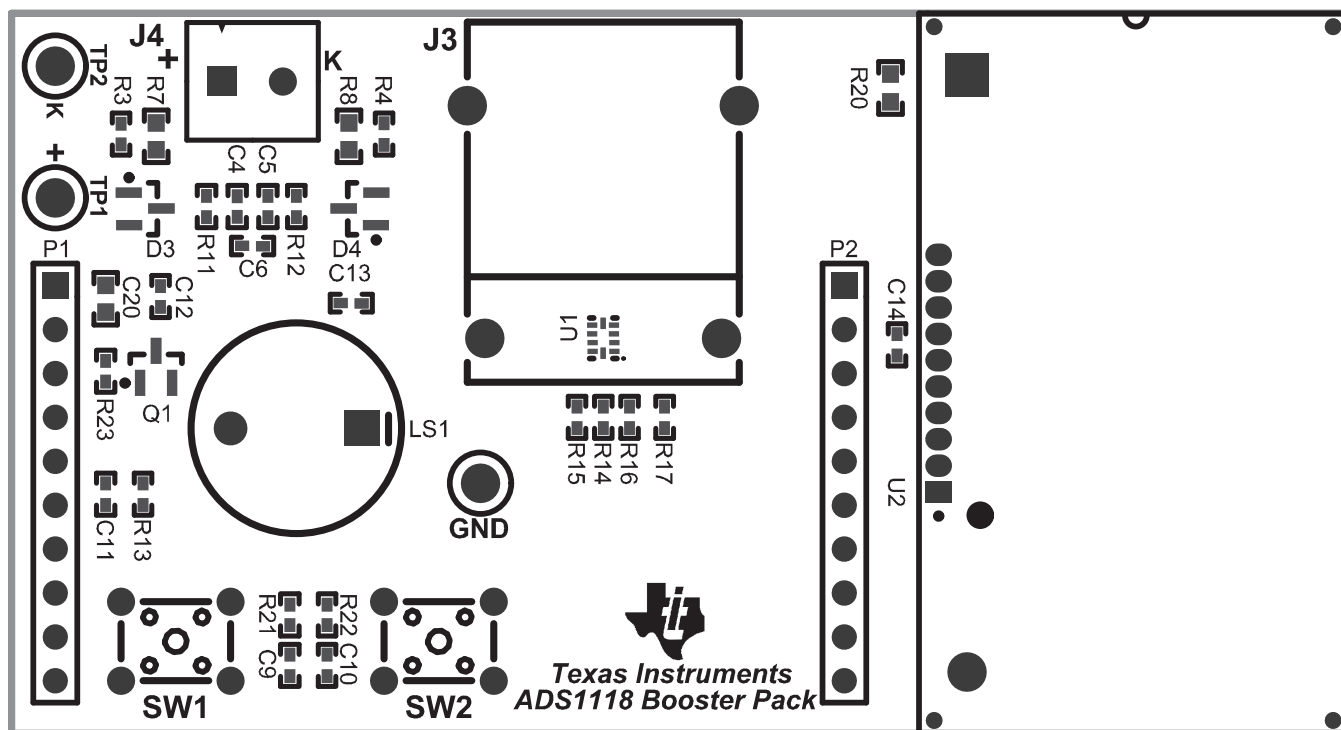 J4
+
K
J3
TP2
R3
R7
R8
R4
R20
K
+
C4
C5
TP1
P1
D3
R11
C6
R12
D4
C13
P2
C20
C12
C14
U1
R23
Q1
LS1
R15
R14
R16
R17
U2
GND
C11
R13
R21
R22
C9
C10
SW1
SW2
Texas Instruments
ADS1118 Booster Pack